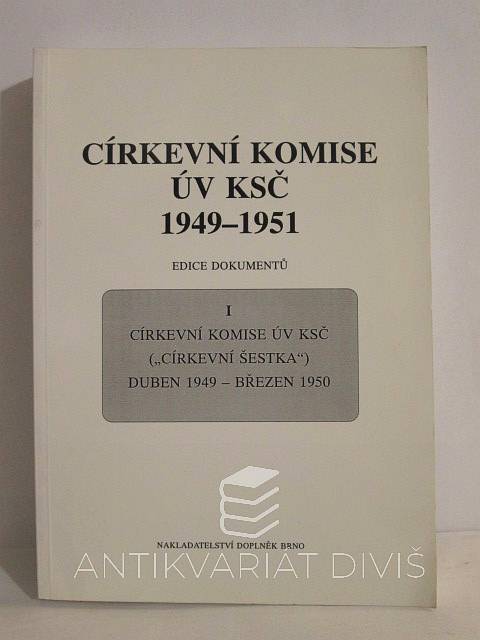 CÍRKEVNÍ KOMISE
ÚV KSČ
1949–1951
EDICE DOKUMENTŮ
I
CÍRKEVNÍ KOMISE ÚV KSČ
(„CÍRKEVNÍ ŠESTKA“)
DUBEN 1949 – BŘEZEN 1950
NAKLADATELSTVÍ DOPLNĚK BRNO
ANTIKVARIAT DIVIŠ